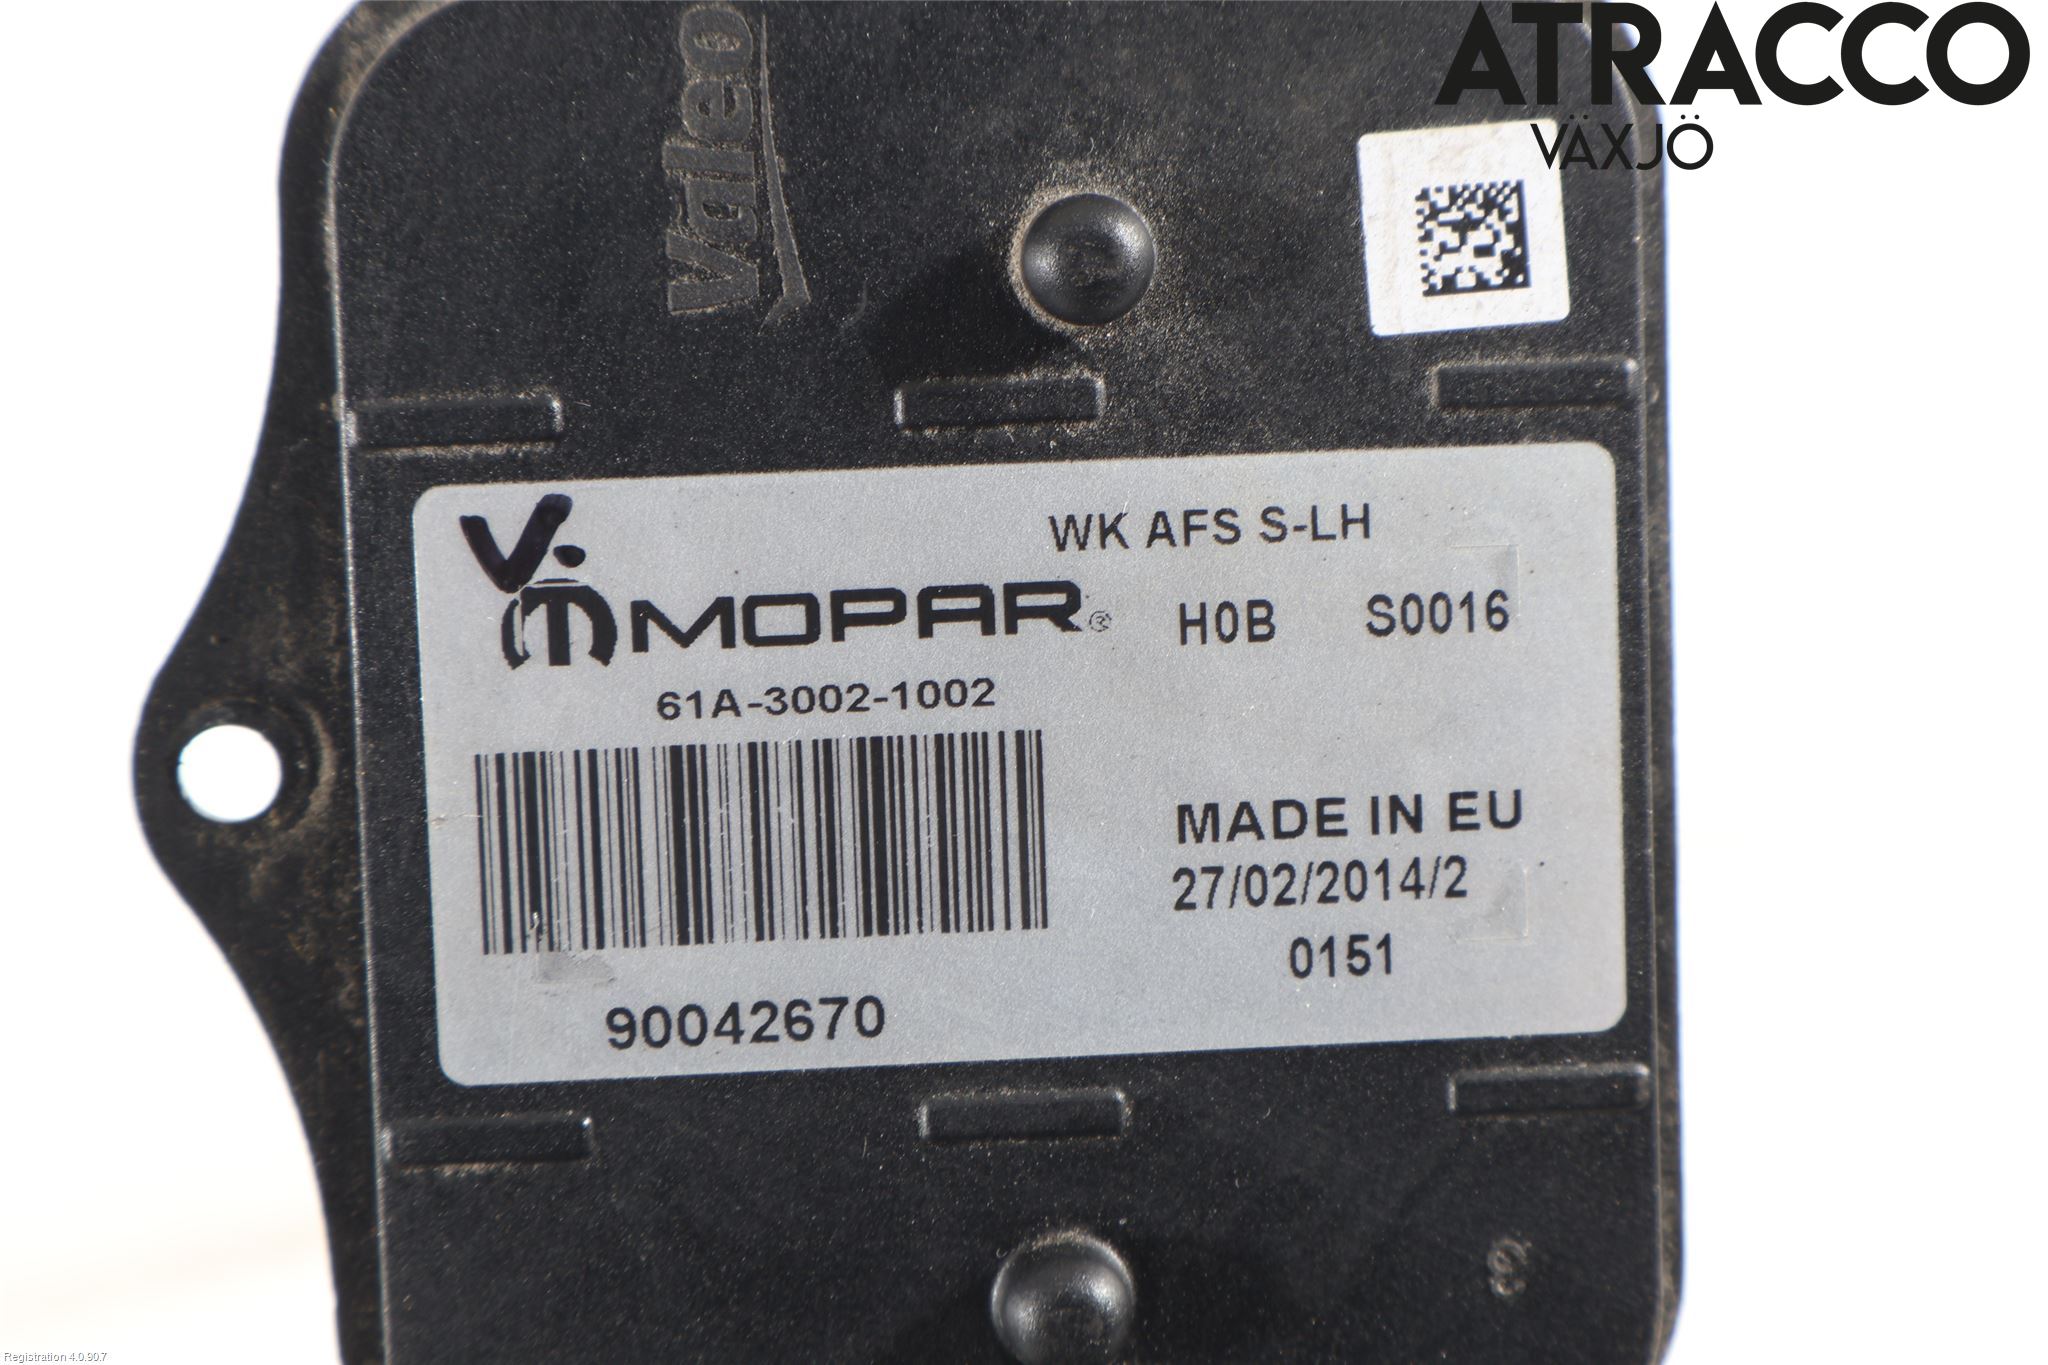 ATRACCO
VÄXJÖ
Valeo
V.
WK AFS S-LH
MOPAR®
H0B S0016
61A-3002-1002
MADE IN EU
27/02/2014/2
0151
90042670
63
Registration 4.0.90.7